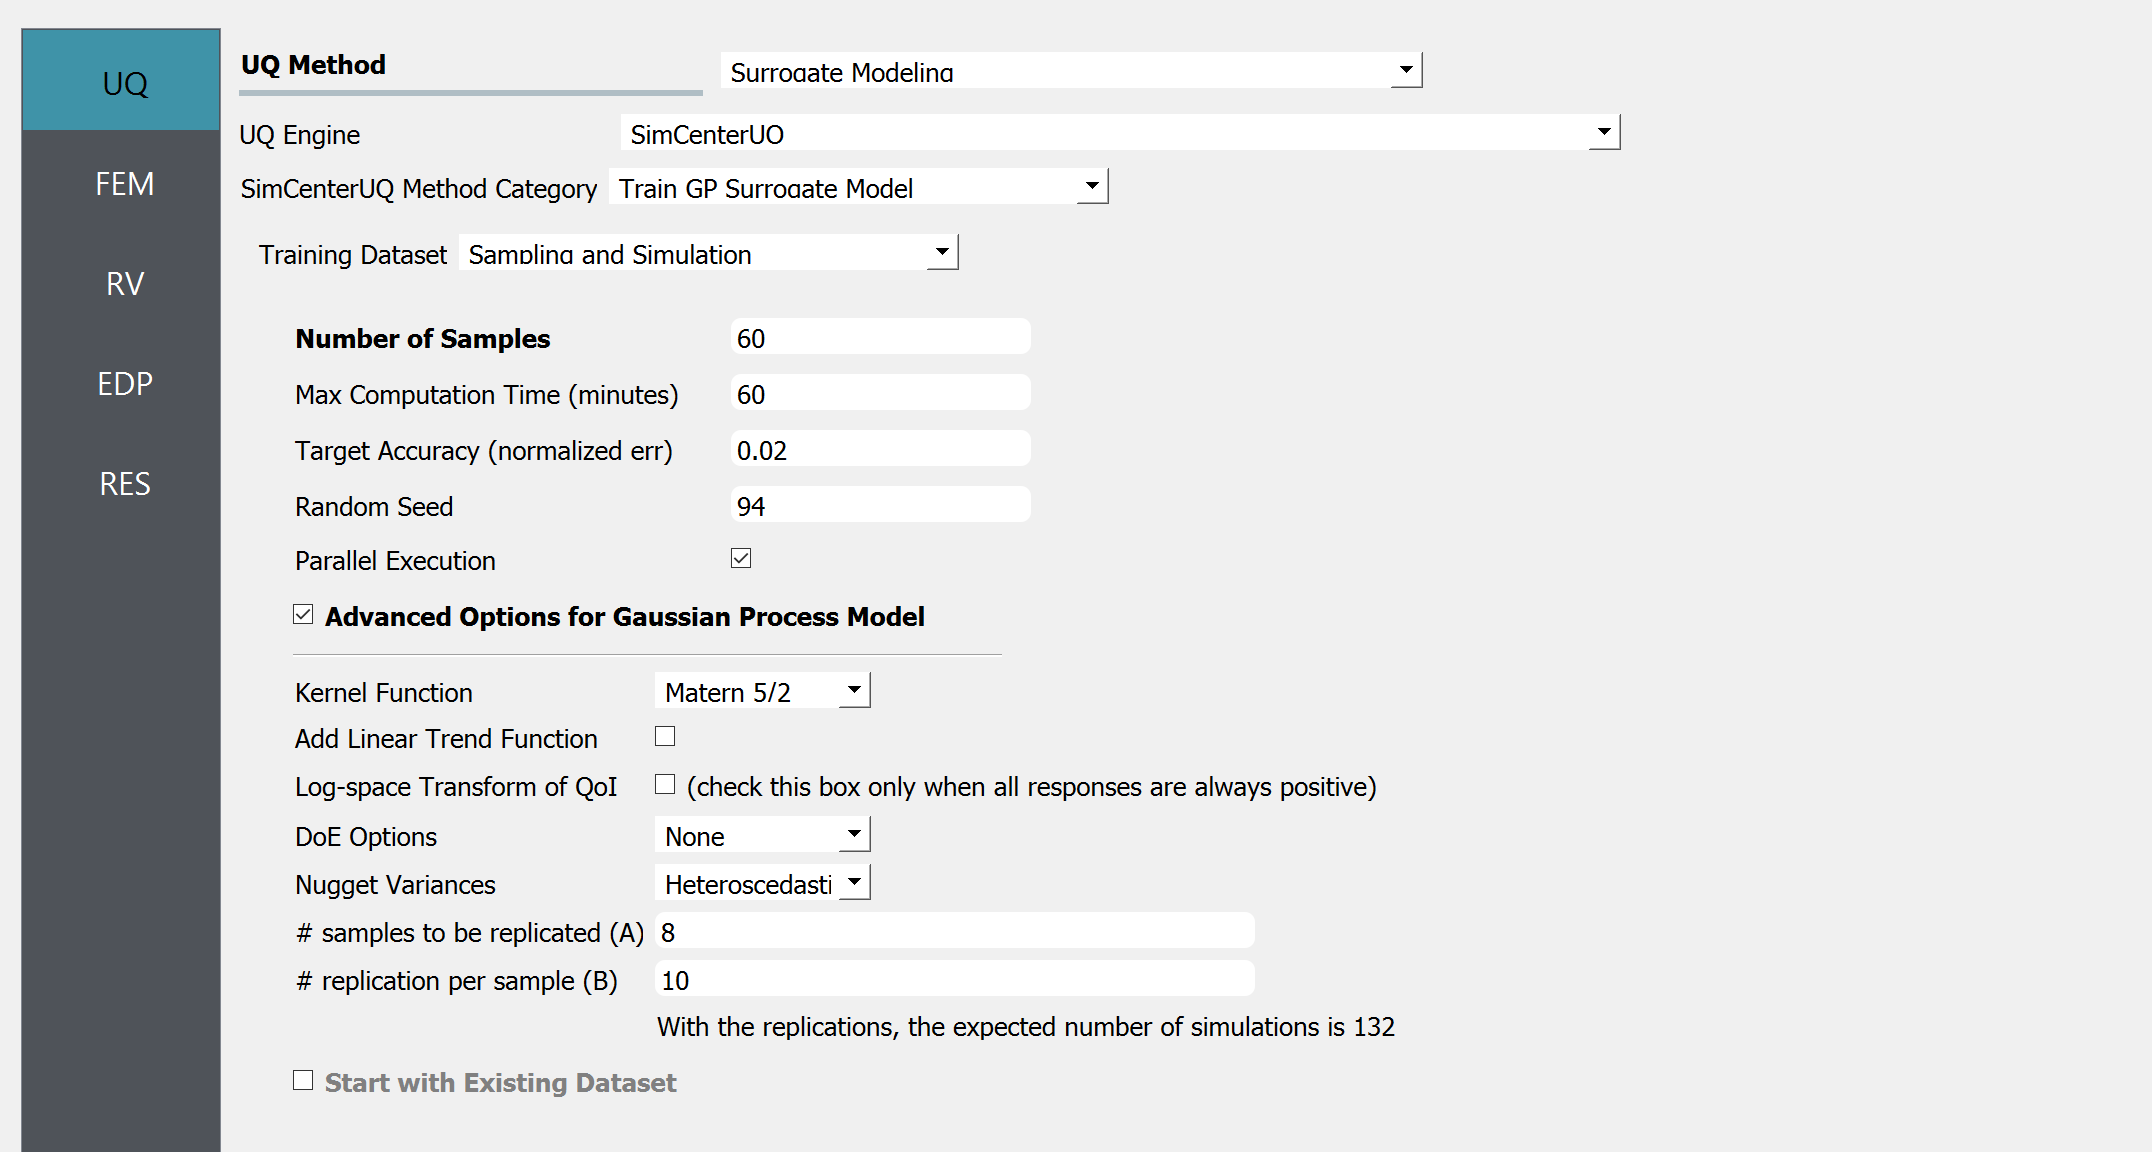 UQ
FEM
RV
EDP
RES
UQ Method Surrogate Modeling
UQ Engine SimCenterUQ
SimCenterUQ Method Category Train GP Surrogate Model
Training Dataset Sampling and Simulation
Number of Samples 60
Max Computation Time (minutes) 60
Target Accuracy (normalized err) 0.02
Random Seed 94
Parallel Execution
Advanced Options for Gaussian Process Model
Kernel Function Matern 5/2
Add Linear Trend Function
Log-space Transform of QoI (check this box only when all responses are always positive)
DoE Options None
Nugget Variances Heteroscedasti
# samples to be replicated (A) 8
# replication per sample (B) 10
With the replications, the expected number of simulations is 132
Start with Existing Dataset